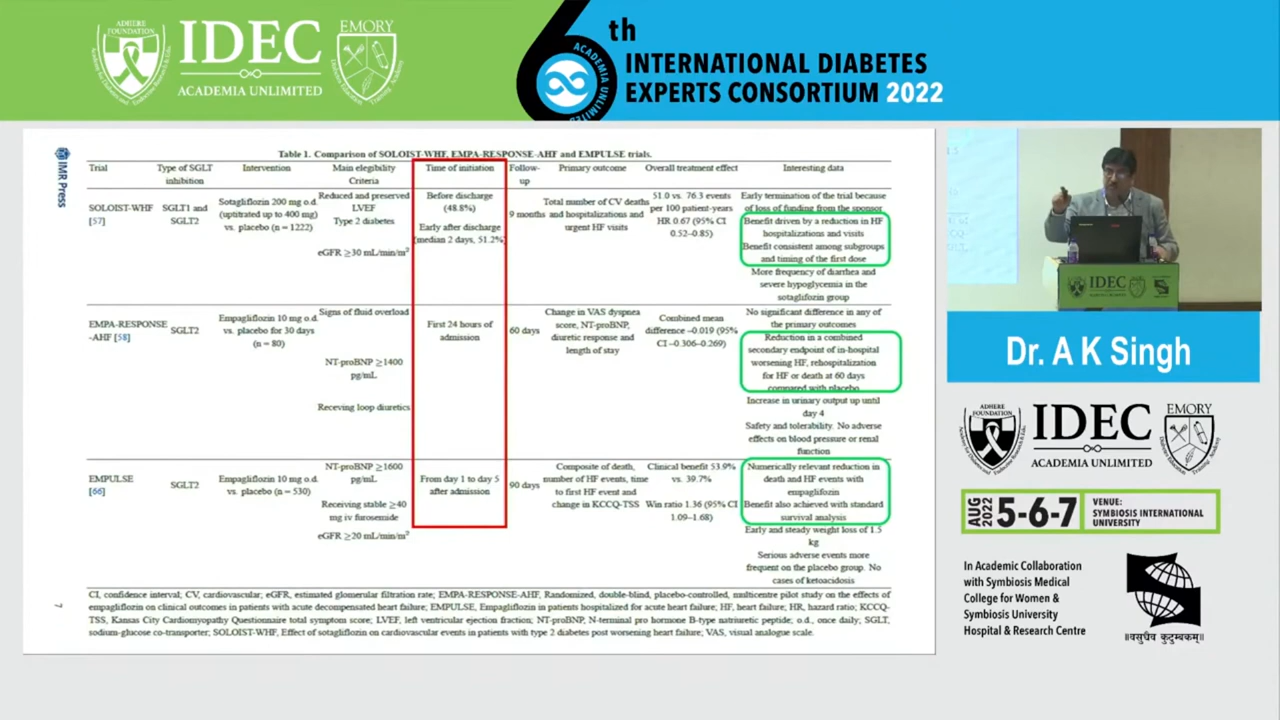 ADHERE
FOUNDATION
IDEC
ACADEMIA UNLIMITED
EMORY
6th
ACADEMIA UNLIMITED
INTERNATIONAL DIABETES
EXPERTS CONSORTIUM 2022
IMR Press
Table 1. Comparison of SOLOIST-WHF, EMPA-RESPONSE-AHF and EMPULSE trials.
Trial
Type of SGLT
inhibition
Intervention
Main elegibility
Criteria
Time of initiation
Follow-
up
Primary outcome
Overall treatment effect
Interesting data
SOLOIST-WHF
[57]
SGLT1 and
SGLT2
Sotagliflozin 200 mg o.d.
(uptitrated up to 400 mg)
vs. placebo (n = 1222)
Reduced and preserved
LVEF
Type 2 diabetes
eGFR ≥30 mL/min/m²
Before discharge
(48.8%)
Early after discharge
(median 2 days, 51.2%)
9 months
Total number of CV deaths
and hospitalizations and
urgent HF visits
51.0 vs. 76.3 events
per 100 patient-years
HR 0.67 (95% CI
0.52–0.85)
Early termination of the trial because
of loss of funding from the sponsor
Benefit driven by a reduction in HF
hospitalizations and visits
Benefit consistent among subgroups
and timing of the first dose
More frequency of diarrhea and
severe hypoglycemia in the
sotaglifozin group
EMPA-RESPONSE
-AHF [58]
SGLT2
Empagliflozin 10 mg o.d.
vs. placebo for 30 days
(n = 80)
Signs of fluid overload
NT-proBNP ≥1400
pg/mL
Receving loop diuretics
First 24 hours of
admission
60 days
Change in VAS dyspnea
score, NT-proBNP,
diuretic response and
length of stay
Combined mean
difference –0.019 (95%
CI –0.306–0.269)
No significant difference in any of
the primary outcomes
Reduction in a combined
secondary endpoint of in-hospital
worsening HF, rehospitalization
for HF or death at 60 days
compared with placebo
Increase in urinary output up until
day 4
Safety and tolerability. No adverse
effects on blood pressure or renal
function
EMPULSE
[66]
SGLT2
Empagliflozin 10 mg o.d.
vs. placebo (n = 530)
NT-proBNP ≥1600
pg/mL
Receiving stable ≥40
mg iv furosemide
eGFR ≥20 mL/min/m²
From day 1 to day 5
after admission
90 days
Composte of death,
number of HF events, time
to first HF event and
change in KCCQ-TSS
Clinical benefit 53.9%
vs. 39.7%
Win ratio 1.36 (95% CI
1.09–1.68)
Numerically relevant reduction in
death and HF events with
empaglifozin
Benefit also achieved with standard
survival analysis
Early and steady weight loss of 1.5
kg
Serious adverse events more
frequent on the placebo group. No
cases of ketoacidosis
CI, confidence interval; CV, cardiovascular; eGFR, estimated glomerular filtration rate; EMPA-RESPONSE-AHF, Randomized, double-blind, placebo-controlled, multicentre pilot study on the effects of
empagliflozin on clinical outcomes in patients with acute decompensated heart failure; EMPULSE, Empagliflozin in patients hospitalized for acute heart failure; HF, heart failure; HR, hazard ratio; KCCQ-
TSS, Kansas City Cardiomyopathy Questionnaire total symptom score; LVEF, left ventricular ejection fraction; NT-proBNP, N-terminal pro hormone B-type natriuretic peptide; o.d., once daily; SGLT,
sodium-glucose co-transporter; SOLOIST-WHF, Effect of sotagliflozin on cardiovascular events in patients with type 2 diabetes post worsening heart failure; VAS, visual analogue scale.
7
IDEC
Dr. A K Singh
ADHERE
FOUNDATION
IDEC
ACADEMIA UNLIMITED
EMORY
AUG
2022
5-6-7
VENUE:
SYMBIOSIS INTERNATIONAL
UNIVERSITY
In Academic Collaboration
with Symbiosis Medical
College for Women &
Symbiosis University
Hospital & Research Centre
॥वसुधैव कुटुम्बकम्॥